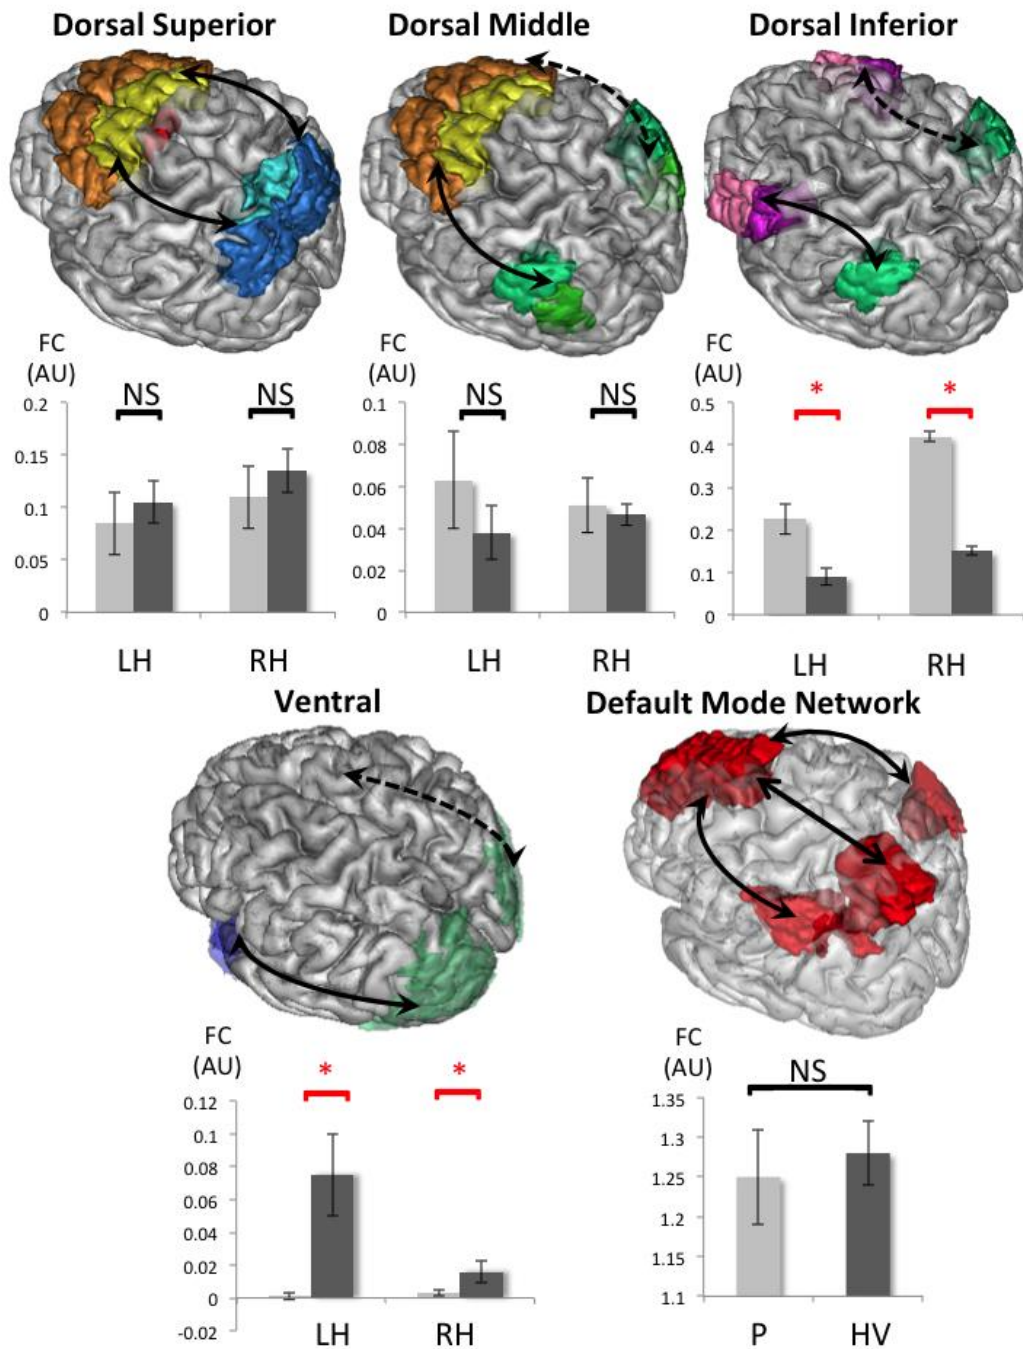 Dorsal Superior
Dorsal Middle
Dorsal Inferior
FC
(AU)
NS
NS
0.2
0.15
0.1
0.05
0
LH
RH
FC
(AU)
NS
NS
0.1
0.08
0.06
0.04
0.02
0
LH
RH
FC
(AU)
*
*
0.5
0.4
0.3
0.2
0.1
0
LH
RH
Ventral
Default Mode Network
FC
(AU)
*
*
0.12
0.1
0.08
0.06
0.04
0.02
0
-0.02
LH
RH
FC
(AU)
NS
1.35
1.3
1.25
1.2
1.15
1.1
P
HV